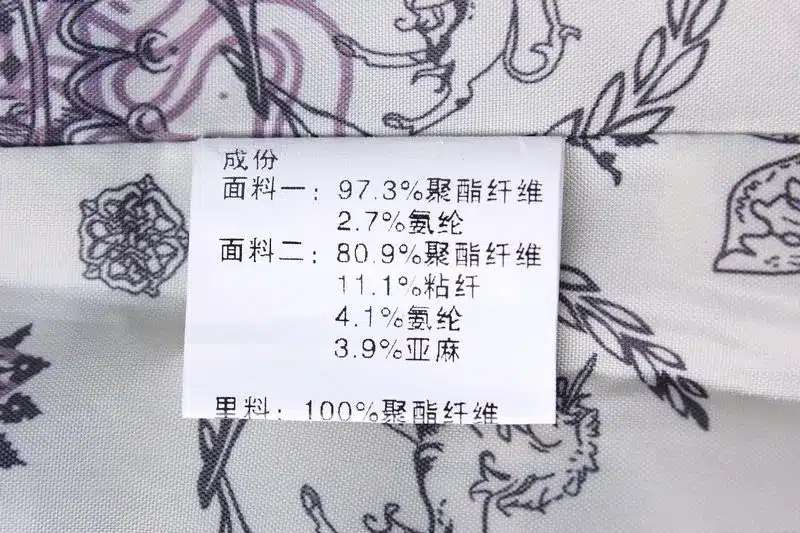 成份
面料一：97.3%聚酯纤维
2.7%氨纶
面料二：80.9%聚酯纤维
11.1%粘纤
4.1%氨纶
3.9%亚麻
里料：100%聚酯纤维